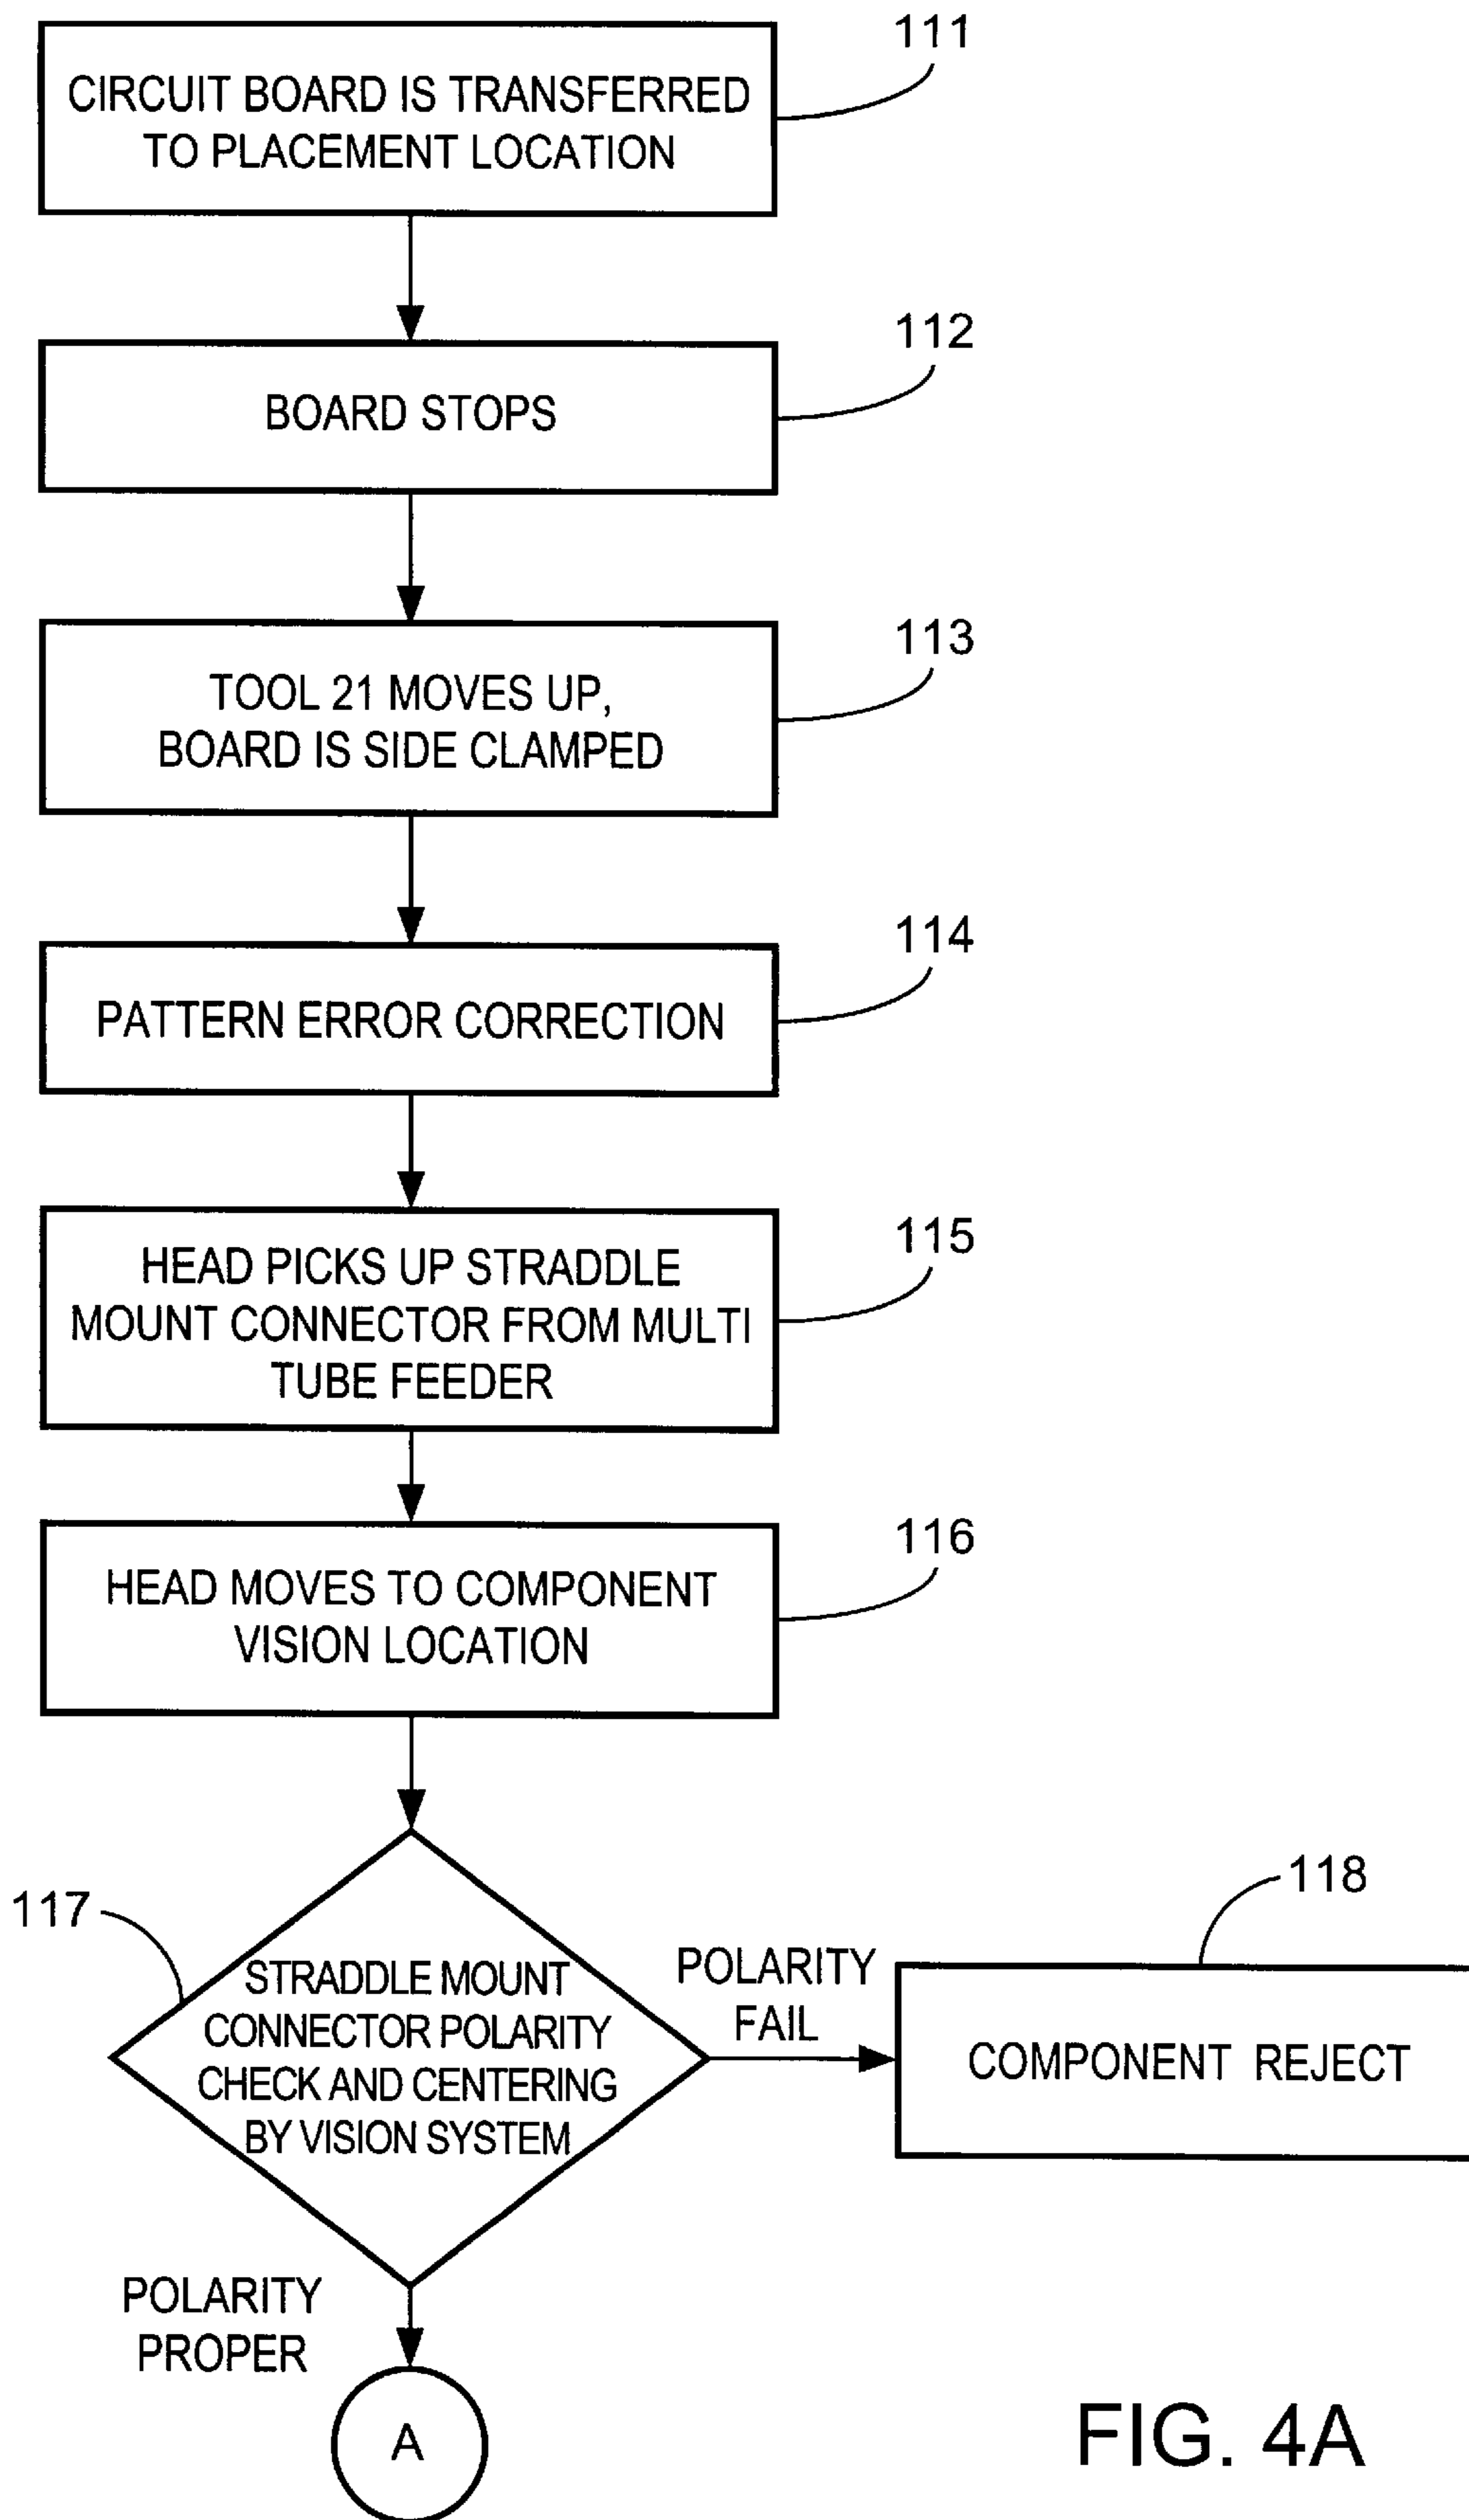 111
CIRCUIT BOARD IS TRANSFERRED
TO PLACEMENT LOCATION
112
BOARD STOPS
113
TOOL 21 MOVES UP,
BOARD IS SIDE CLAMPED
114
PATTERN ERROR CORRECTION
115
HEAD PICKS UP STRADDLE
MOUNT CONNECTOR FROM MULTI
TUBE FEEDER
116
HEAD MOVES TO COMPONENT
VISION LOCATION
117
STRADDLE MOUNT
CONNECTOR POLARITY
CHECK AND CENTERING
BY VISION SYSTEM
POLARITY
FAIL
118
COMPONENT REJECT
POLARITY
PROPER
A
FIG. 4A